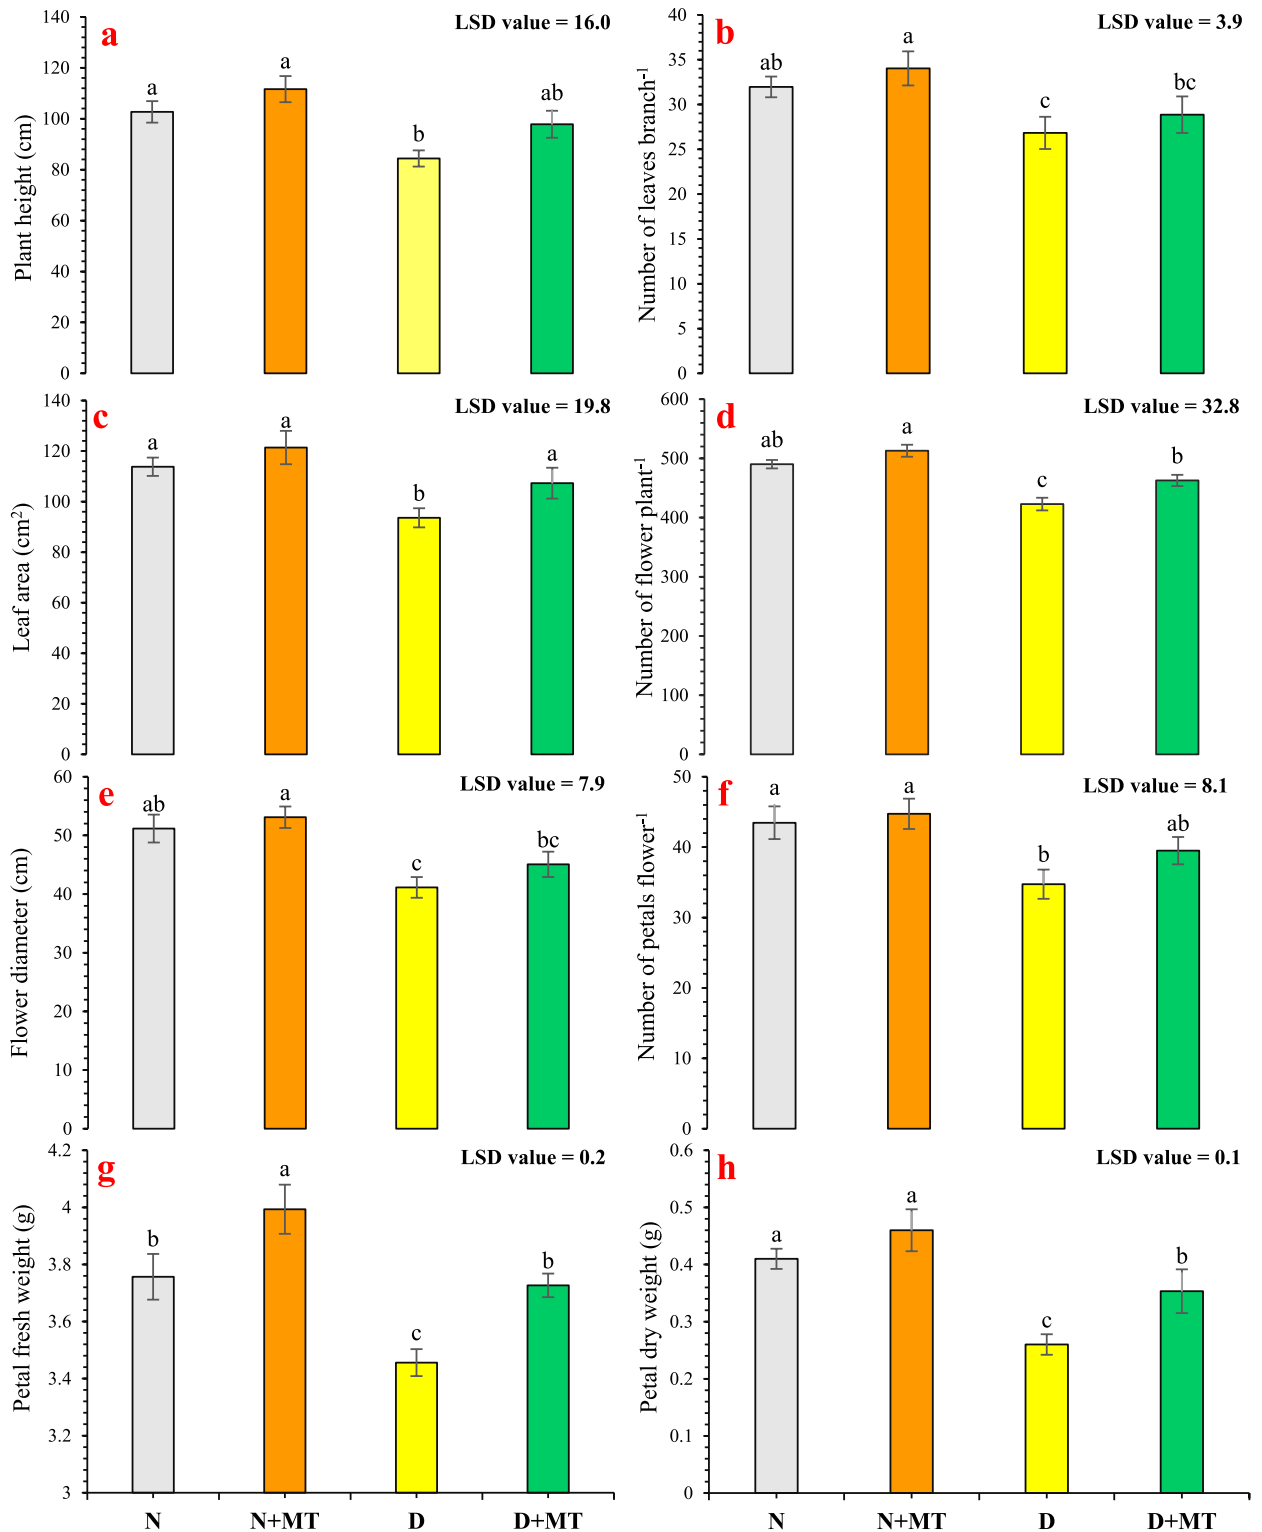 a
LSD value = 16.0
Plant height (cm)
140
120
100
80
60
40
20
0
a
a
b
ab
b
LSD value = 3.9
Number of leaves branch⁻¹
40
35
30
25
20
15
10
5
0
ab
a
c
bc
c
LSD value = 19.8
Leaf area (cm²)
140
120
100
80
60
40
20
0
a
a
b
a
d
LSD value = 32.8
Number of flower plant⁻¹
600
500
400
300
200
100
0
ab
a
c
b
e
LSD value = 7.9
Flower diameter (cm)
60
50
40
30
20
10
0
ab
a
c
bc
f
LSD value = 8.1
Number of petals flower⁻¹
50
40
30
20
10
0
a
a
b
ab
g
LSD value = 0.2
Petal fresh weight (g)
4.2
4
3.8
3.6
3.4
3.2
3
b
a
c
b
N
N+MT
D
D+MT
h
LSD value = 0.1
Petal dry weight (g)
0.6
0.5
0.4
0.3
0.2
0.1
0
a
a
c
b
N
N+MT
D
D+MT